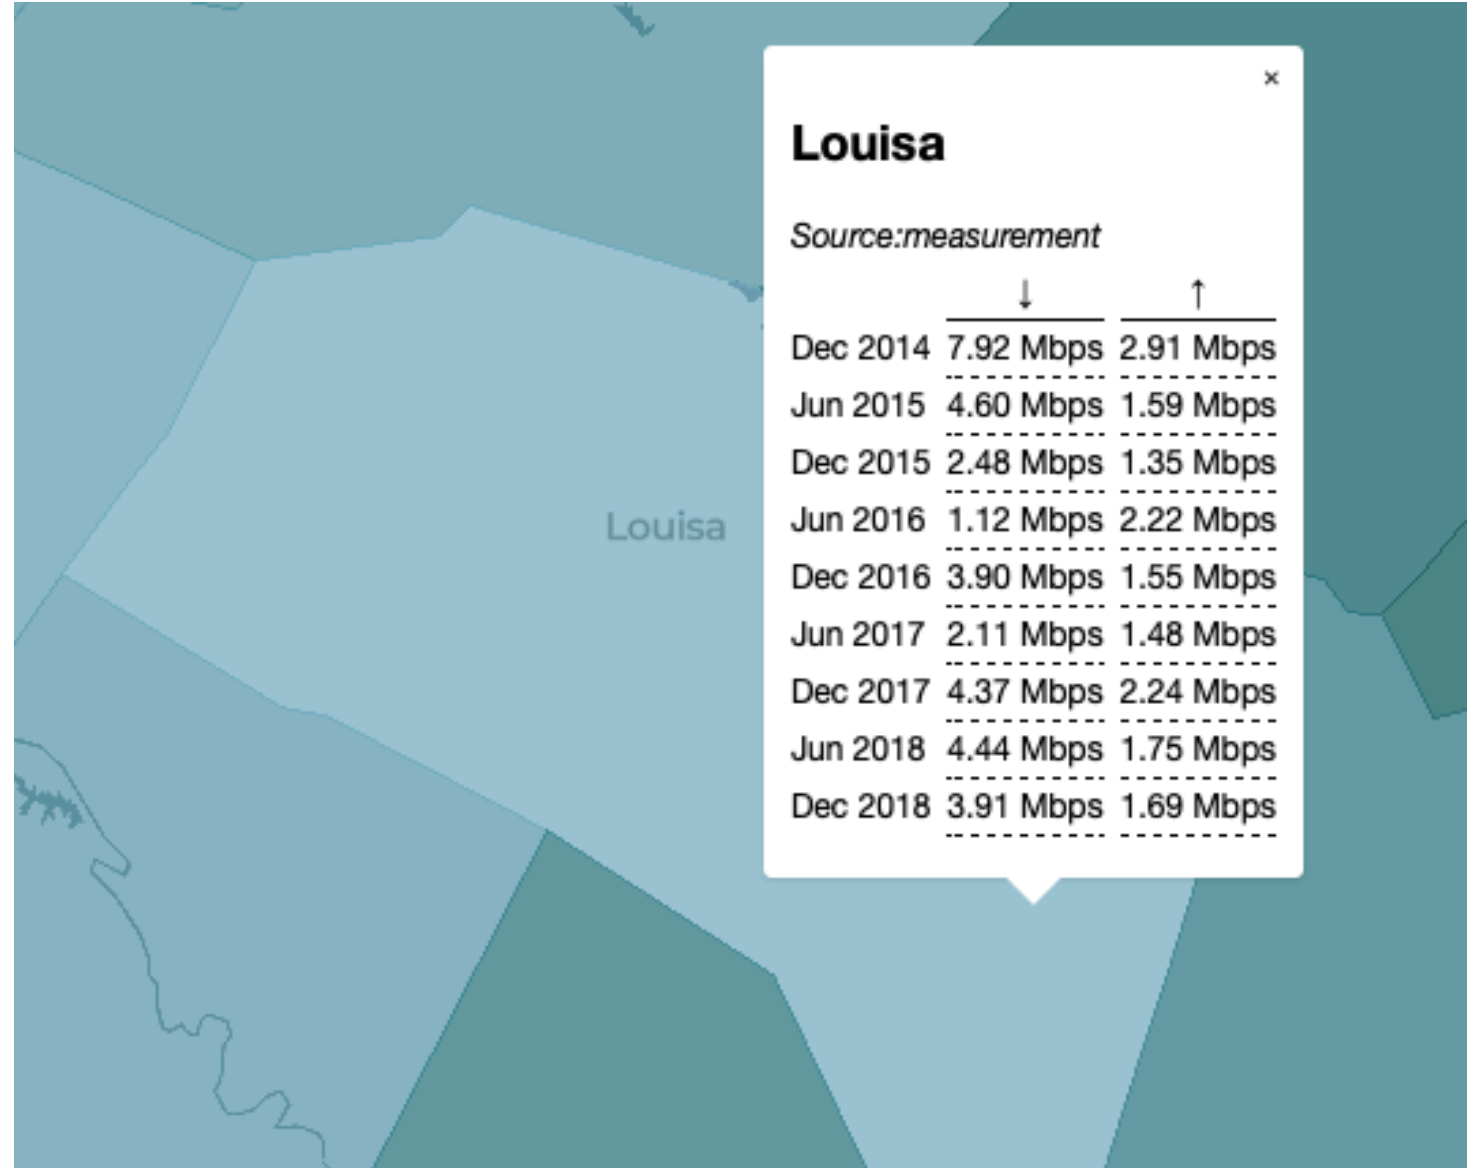 ×
Louisa
Source:measurement
↓ ↑
Dec 2014 7.92 Mbps 2.91 Mbps
Jun 2015 4.60 Mbps 1.59 Mbps
Dec 2015 2.48 Mbps 1.35 Mbps
Jun 2016 1.12 Mbps 2.22 Mbps
Dec 2016 3.90 Mbps 1.55 Mbps
Jun 2017 2.11 Mbps 1.48 Mbps
Dec 2017 4.37 Mbps 2.24 Mbps
Jun 2018 4.44 Mbps 1.75 Mbps
Dec 2018 3.91 Mbps 1.69 Mbps
Louisa